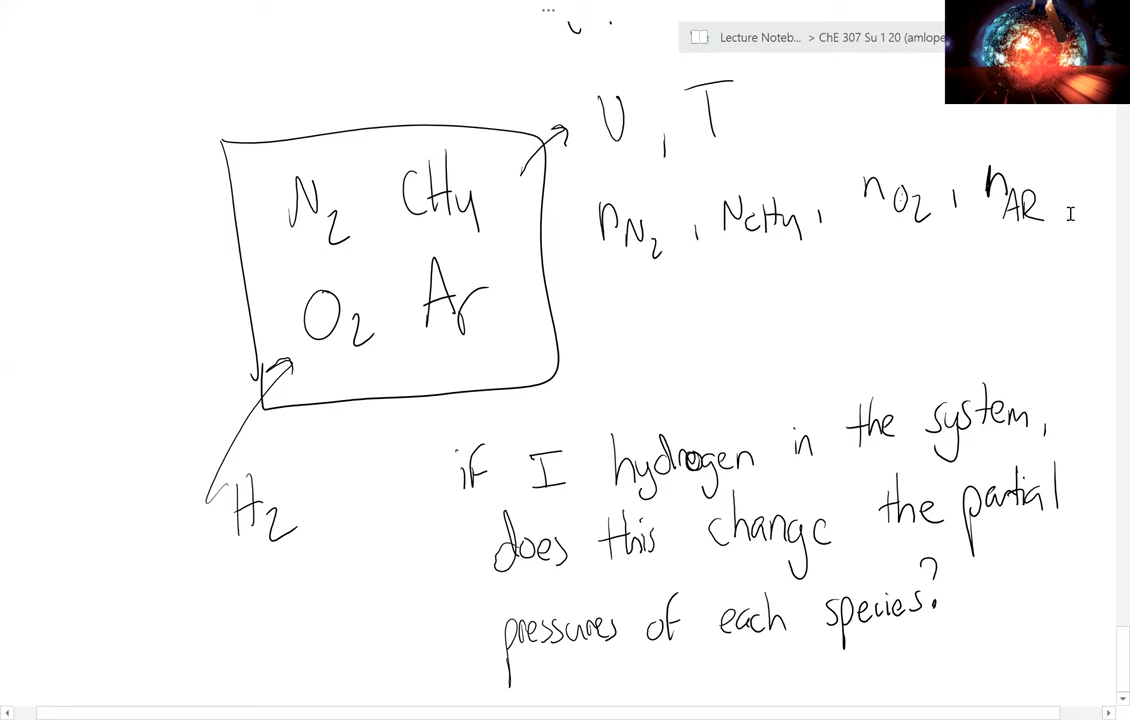 Lecture Noteb... > ChE 307 Su 1 20 (amlope
V, T
N2 CH4
nN2, NCH4, nO2, nAR,
O2 Ar
H2
if I hydrogen in the system,
does this change the partial
pressures of each species?